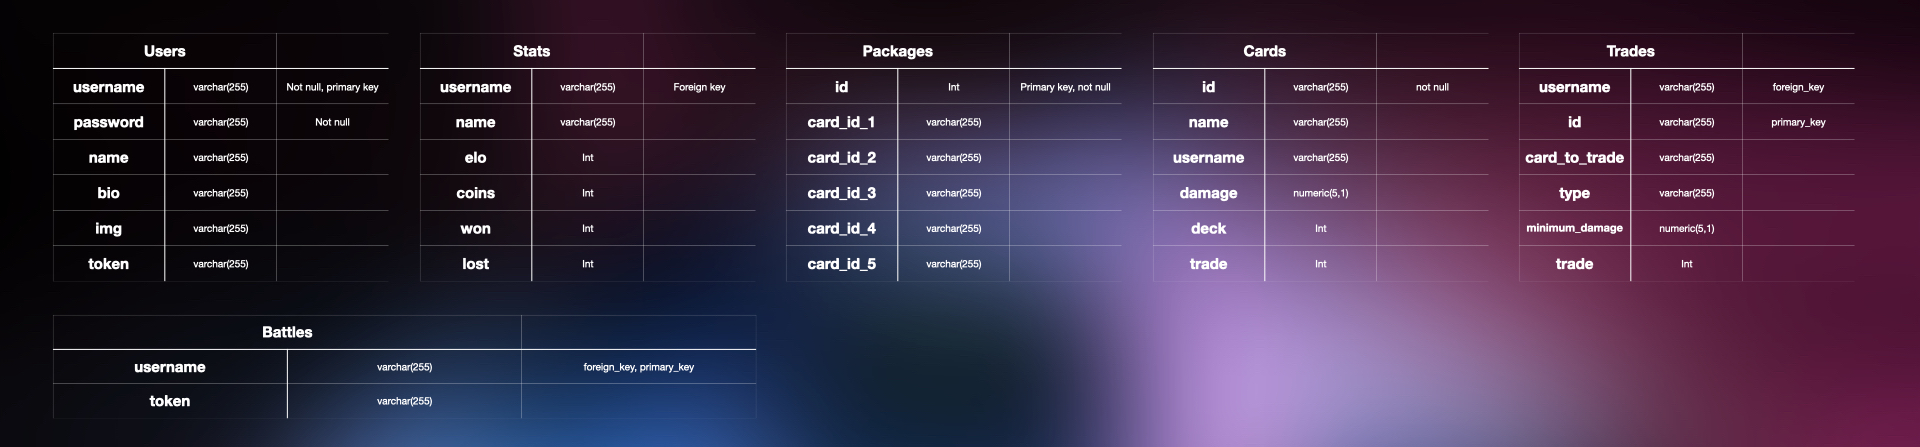 Users
username varchar(255) Not null, primary key
password varchar(255) Not null
name varchar(255)
bio varchar(255)
img varchar(255)
token varchar(255)
Stats
username varchar(255) Foreign key
name varchar(255)
elo Int
coins Int
won Int
lost Int
Packages
id Int Primary key, not null
card_id_1 varchar(255)
card_id_2 varchar(255)
card_id_3 varchar(255)
card_id_4 varchar(255)
card_id_5 varchar(255)
Cards
id varchar(255) not null
name varchar(255)
username varchar(255)
damage numeric(5,1)
deck Int
trade Int
Trades
username varchar(255) foreign_key
id varchar(255) primary_key
card_to_trade varchar(255)
type varchar(255)
minimum_damage numeric(5,1)
trade Int
Battles
username varchar(255) foreign_key, primary_key
token varchar(255)